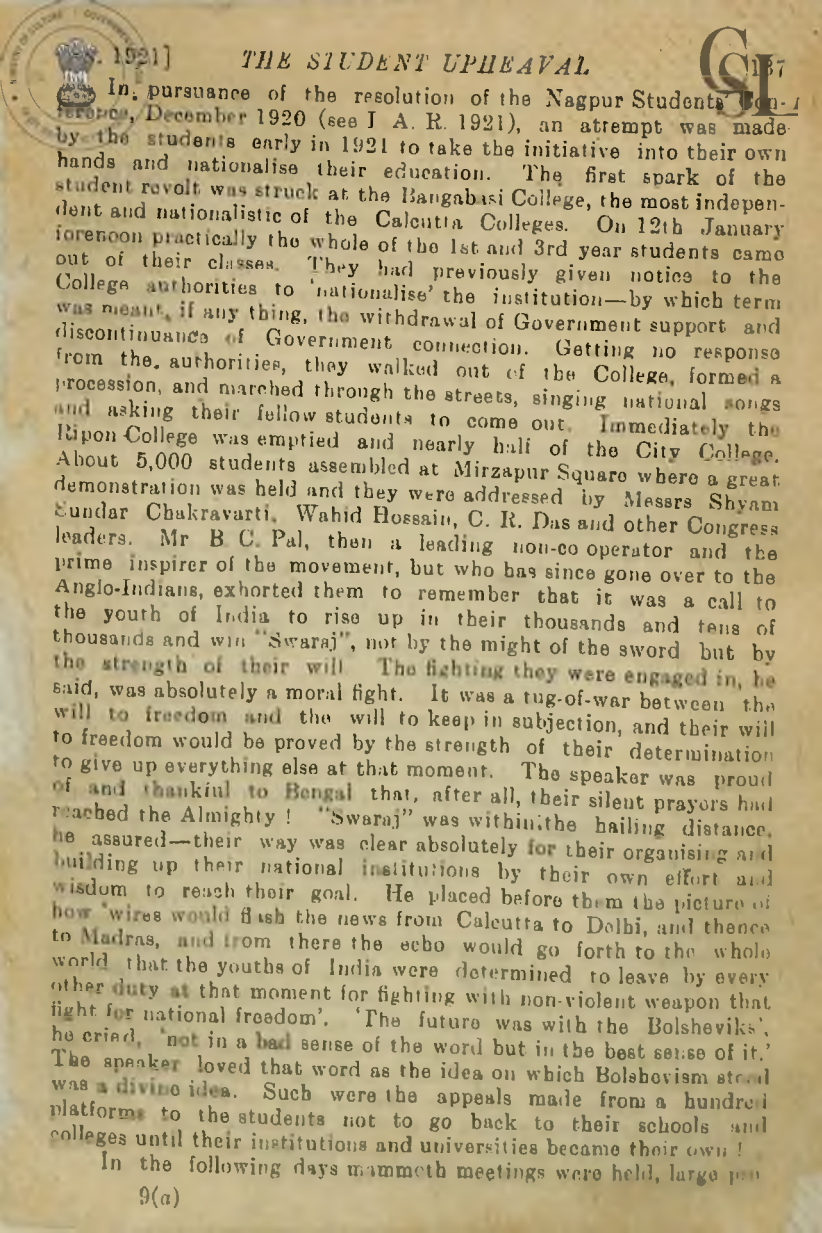 . 1921] THE STUDENT UPHEAVAL 137
In pursuance of the resolution of the Nagpur Students Con-
ference, December 1920 (see I A. R. 1921), an attempt was made
by the students early in 1921 to take the initiative into their own
hands and nationalise their education. The first spark of the
student revolt was struck at the Bangabasi College, the most indepen-
dent and nationalistic of the Calcutta Colleges. On 12th January
forenoon practically the whole of the 1st and 3rd year students came
out of their classes. They had previously given notice to the
College authorities to 'nationalise' the institution—by which term
was meant, if any thing, the withdrawal of Government support and
discontinuance of Government connection. Getting no response
from the. authorities, they walked out of the College, formed a
procession, and marched through the streets, singing national songs
and asking their fellow students to come out. Immediately the
Ripon College was emptied and nearly half of the City College.
About 5,000 students assembled at Mirzapur Square where a great
demonstration was held and they were addressed by Messrs Shyam
Sundar Chakravarti, Wahid Hossain, C. R. Das and other Congress
leaders. Mr B C. Pal, then a leading non-co operator and the
prime inspirer of the movement, but who has since gone over to the
Anglo-Indians, exhorted them to remember that it was a call to
the youth of India to rise up in their thousands and tens of
thousands and win "Swaraj", not by the might of the sword but by
the strength of their will The fighting they were engaged in, he
said, was absolutely a moral fight. It was a tug-of-war between the
will to freedom and the will to keep in subjection, and their will
to freedom would be proved by the strength of their determination
to give up everything else at that moment. The speaker was proud
of and thankful to Bengal that, after all, their silent prayers had
reached the Almighty ! "Swaraj" was within the hailing distance,
he assured—their way was clear absolutely for their organising and
building up their national institutions by their own effort and
wisdom to reach their goal. He placed before them the picture of
how 'wires would flash the news from Calcutta to Delhi, and thence
to Madras, and from there the echo would go forth to the whole
world that the youths of India were determined to leave by every
other duty at that moment for fighting with non-violent weapon that
fight for national freedom'. 'The future was with the Bolsheviks',
he cried, 'not in a bad sense of the word but in the best sense of it.'
The speaker loved that word as the idea on which Bolshevism stood
was a divine idea. Such were the appeals made from a hundred
platforms to the students not to go back to their schools and
colleges until their institutions and universities became their own !
In the following days mammoth meetings were held, large
9(a)